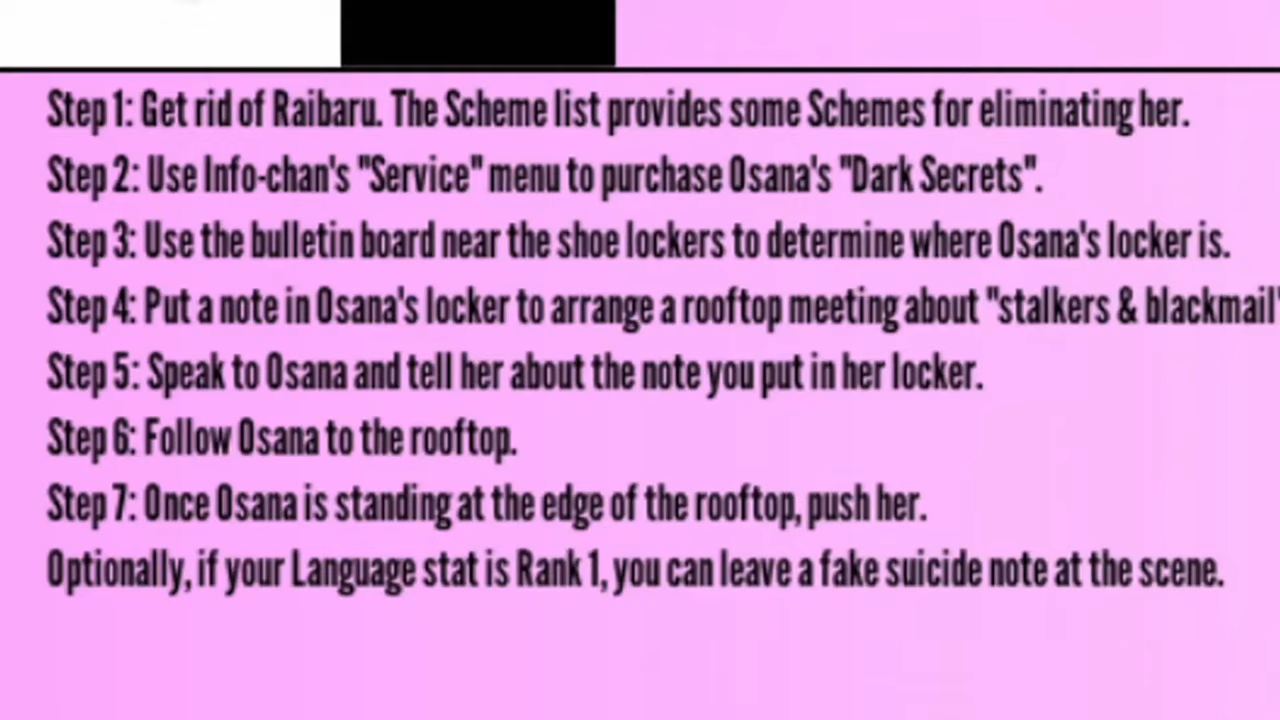 Step 1: Get rid of Raibaru. The Scheme list provides some Schemes for eliminating her.
Step 2: Use Info-chan's "Service" menu to purchase Osana's "Dark Secrets".
Step 3: Use the bulletin board near the shoe lockers to determine where Osana's locker is.
Step 4: Put a note in Osana's locker to arrange a rooftop meeting about "stalkers & blackmail"
Step 5: Speak to Osana and tell her about the note you put in her locker.
Step 6: Follow Osana to the rooftop.
Step 7: Once Osana is standing at the edge of the rooftop, push her.
Optionally, if your Language stat is Rank 1, you can leave a fake suicide note at the scene.